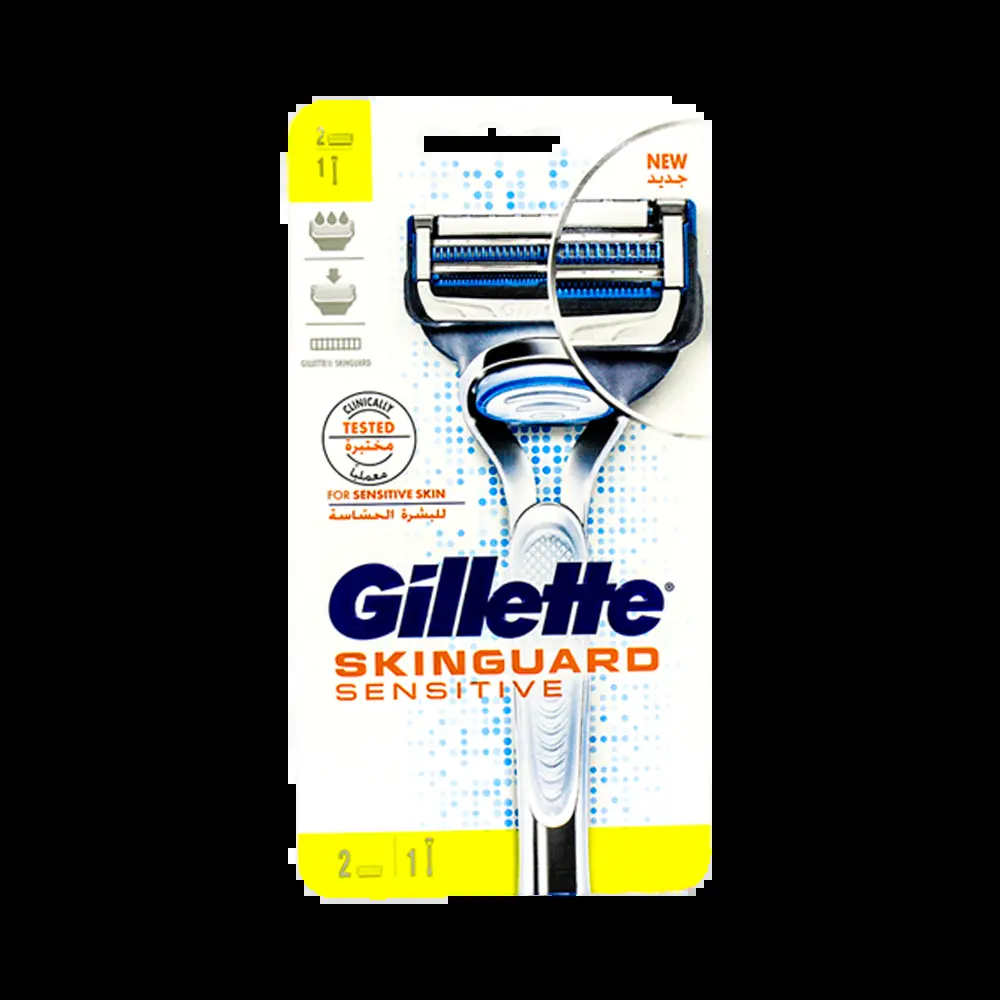 2
1
NEW
جديد
GILLETTE® SKINGUARD
CLINICALLY
TESTED
مختبرة
معملياً
FOR SENSITIVE SKIN
للبشرة الحساسة
Gillette®
SKINGUARD
SENSITIVE
2 1